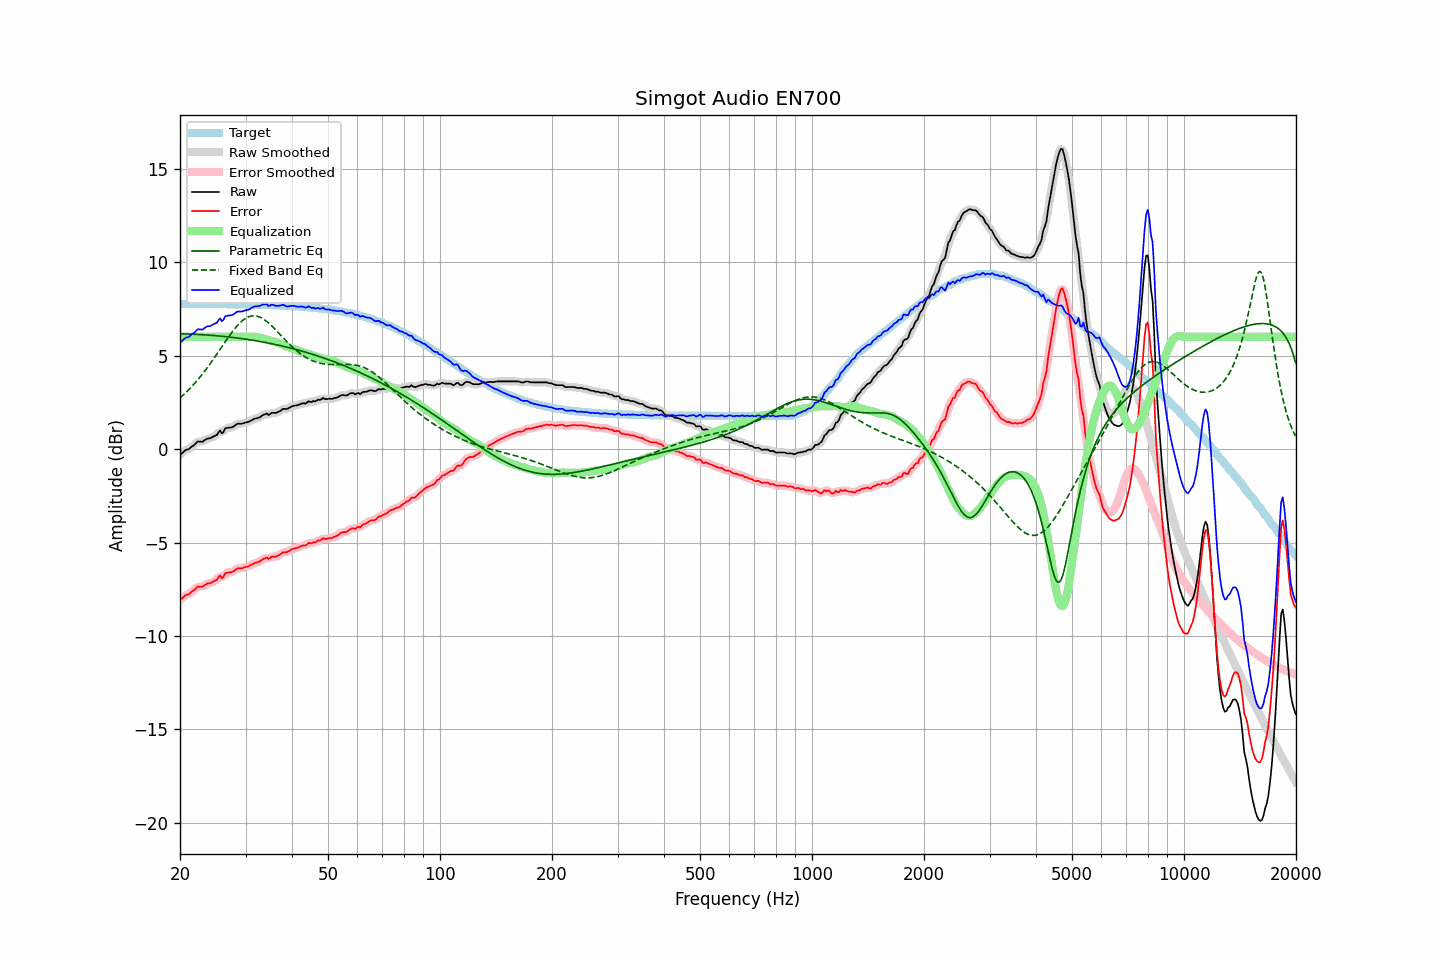 Simgot Audio EN700
Target
Raw Smoothed
Error Smoothed
Raw
Error
Equalization
Parametric Eq
Fixed Band Eq
Equalized
15
10
5
0
−5
−10
−15
−20
Amplitude (dBr)
20 50 100 200 500 1000 2000 5000 10000 20000
Frequency (Hz)